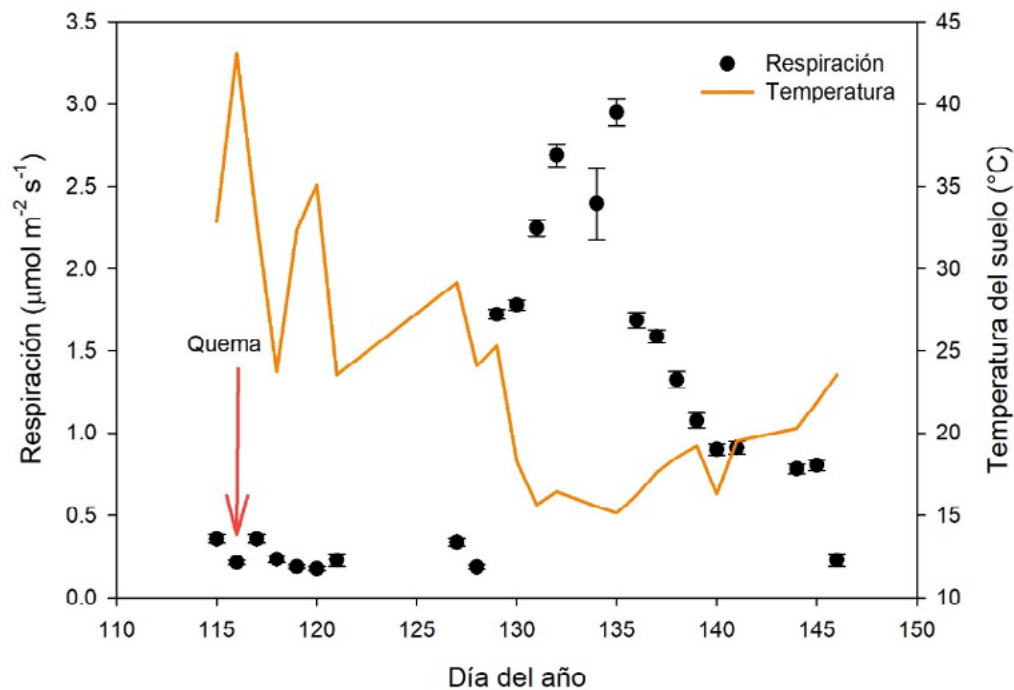 3.5
3.0
2.5
2.0
1.5
1.0
0.5
0.0
Respiración (μmol m⁻² s⁻¹)
45
40
35
30
25
20
15
10
Temperatura del suelo (°C)
Respiración
Temperatura
Quema
110 115 120 125 130 135 140 145 150
Día del año